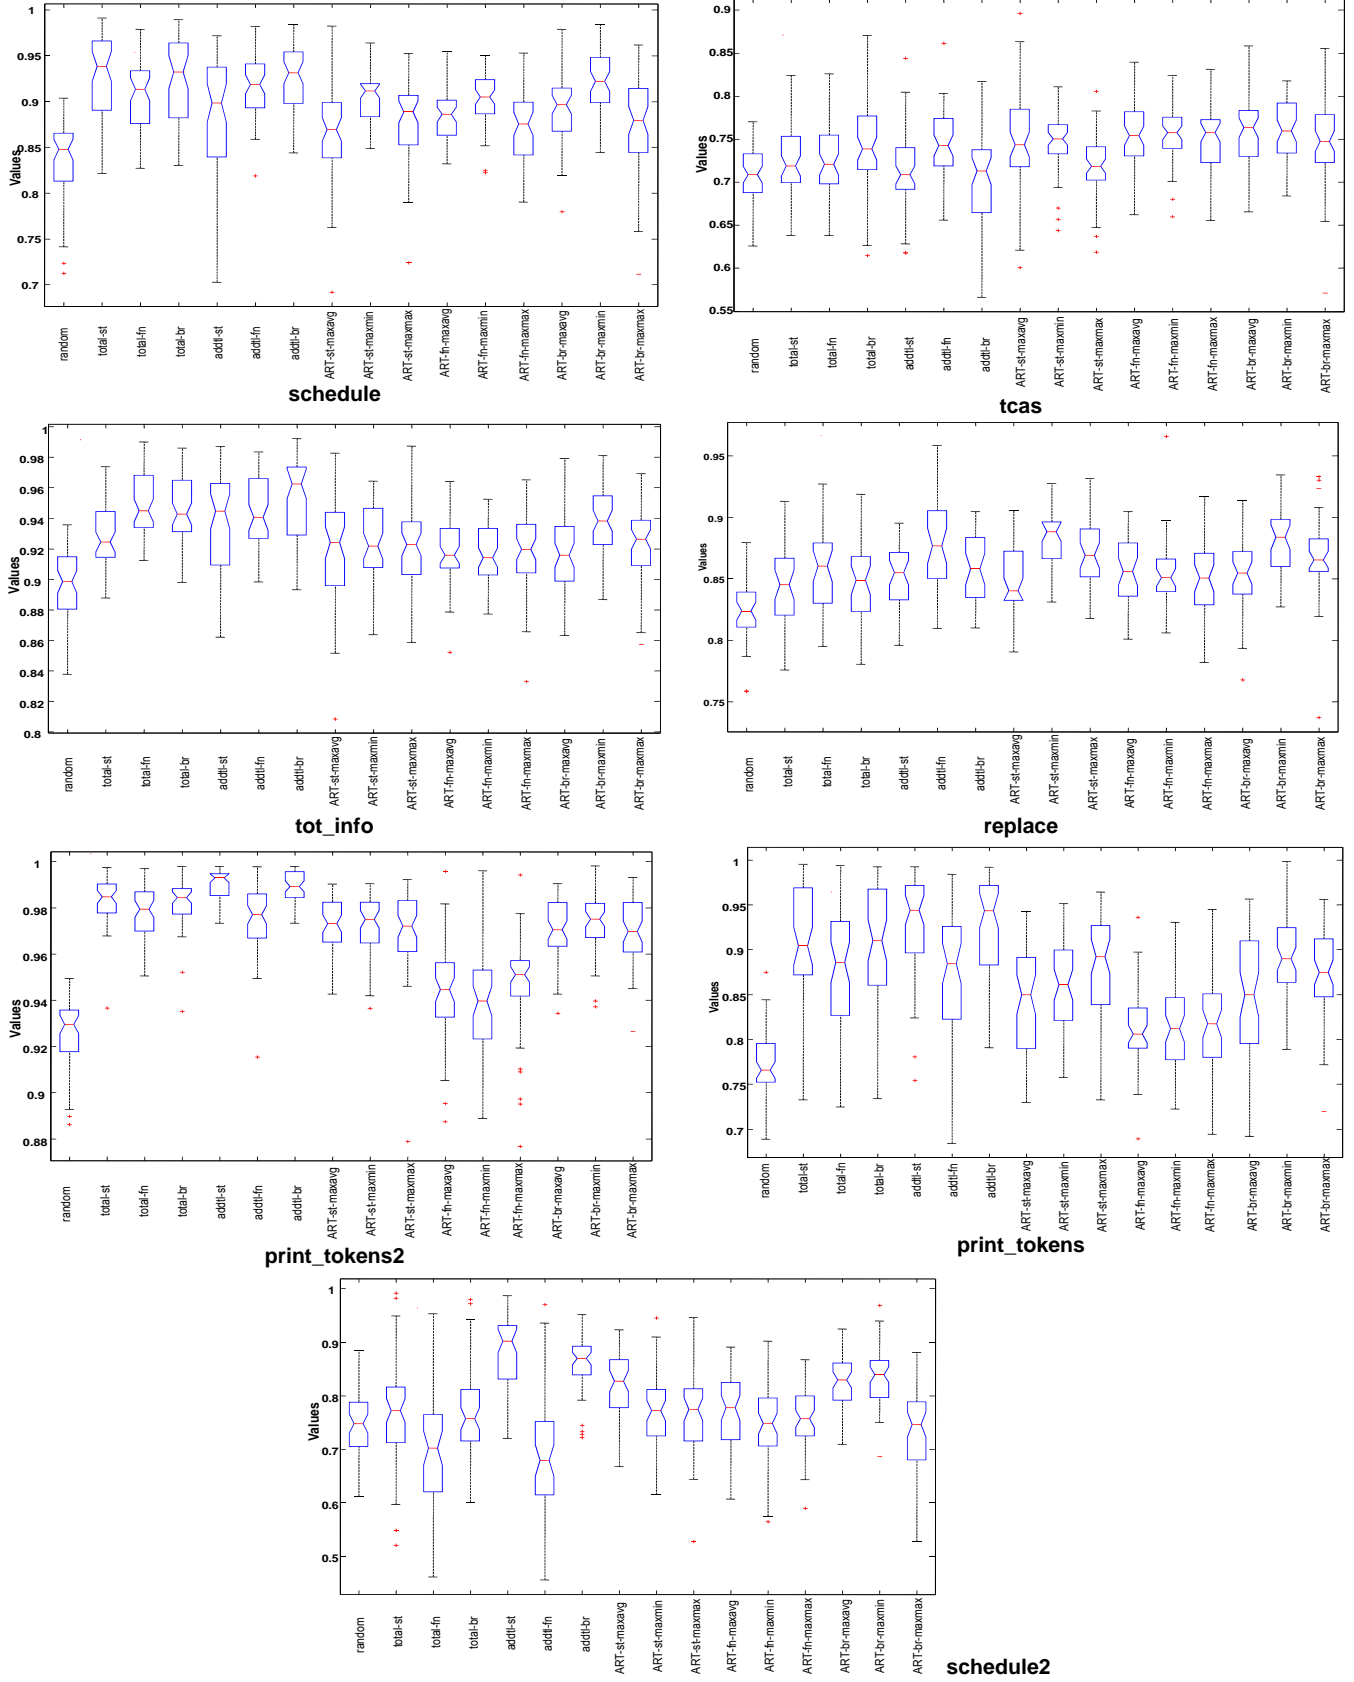 1
0.95
0.9
0.85
0.8
0.75
0.7
Values
random
total-st
total-fn
total-br
addtl-st
addtl-fn
addtl-br
ART-st-maxavg
ART-st-maxmin
ART-st-maxmax
ART-fn-maxavg
ART-fn-maxmin
ART-fn-maxmax
ART-br-maxavg
ART-br-maxmin
ART-br-maxmax
schedule
0.9
0.85
0.8
0.75
0.7
0.65
0.6
0.55
Values
random
total-st
total-fn
total-br
addtl-st
addtl-fn
addtl-br
ART-st-maxavg
ART-st-maxmin
ART-st-maxmax
ART-fn-maxavg
ART-fn-maxmin
ART-fn-maxmax
ART-br-maxavg
ART-br-maxmin
ART-br-maxmax
tcas
1
0.98
0.96
0.94
0.92
0.9
0.88
0.86
0.84
0.82
0.8
Values
random
total-st
total-fn
total-br
addtl-st
addtl-fn
addtl-br
ART-st-maxavg
ART-st-maxmin
ART-st-maxmax
ART-fn-maxavg
ART-fn-maxmin
ART-fn-maxmax
ART-br-maxavg
ART-br-maxmin
ART-br-maxmax
tot_info
0.95
0.9
0.85
0.8
0.75
Values
random
total-st
total-fn
total-br
addtl-st
addtl-fn
addtl-br
ART-st-maxavg
ART-st-maxmin
ART-st-maxmax
ART-fn-maxavg
ART-fn-maxmin
ART-fn-maxmax
ART-br-maxavg
ART-br-maxmin
ART-br-maxmax
replace
1
0.98
0.96
0.94
0.92
0.9
0.88
Values
random
total-st
total-fn
total-br
addtl-st
addtl-fn
addtl-br
ART-st-maxavg
ART-st-maxmin
ART-st-maxmax
ART-fn-maxavg
ART-fn-maxmin
ART-fn-maxmax
ART-br-maxavg
ART-br-maxmin
ART-br-maxmax
print_tokens2
1
0.95
0.9
0.85
0.8
0.75
0.7
Values
random
total-st
total-fn
total-br
addtl-st
addtl-fn
addtl-br
ART-st-maxavg
ART-st-maxmin
ART-st-maxmax
ART-fn-maxavg
ART-fn-maxmin
ART-fn-maxmax
ART-br-maxavg
ART-br-maxmin
ART-br-maxmax
print_tokens
1
0.9
0.8
0.7
0.6
0.5
Values
random
total-st
total-fn
total-br
addtl-st
addtl-fn
addtl-br
ART-st-maxavg
ART-st-maxmin
ART-st-maxmax
ART-fn-maxavg
ART-fn-maxmin
ART-fn-maxmax
ART-br-maxavg
ART-br-maxmin
ART-br-maxmax
schedule2